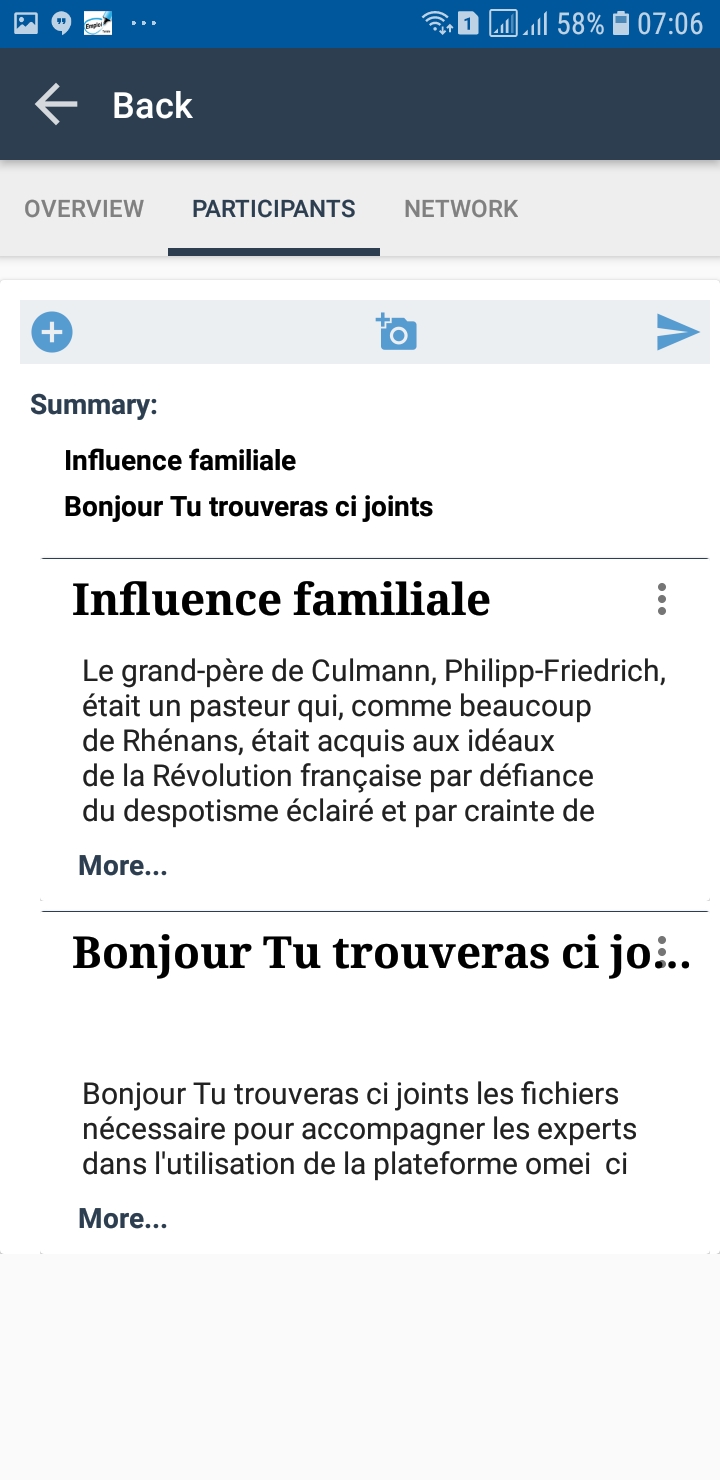 58% 07:06
Back
OVERVIEW PARTICIPANTS NETWORK
Summary:
Influence familiale
Bonjour Tu trouveras ci joints
Influence familiale
Le grand-père de Culmann, Philipp-Friedrich,
était un pasteur qui, comme beaucoup
de Rhénans, était acquis aux idéaux
de la Révolution française par défiance
du despotisme éclairé et par crainte de
More...
Bonjour Tu trouveras ci jo...
Bonjour Tu trouveras ci joints les fichiers
nécessaire pour accompagner les experts
dans l'utilisation de la plateforme omei  ci
More...